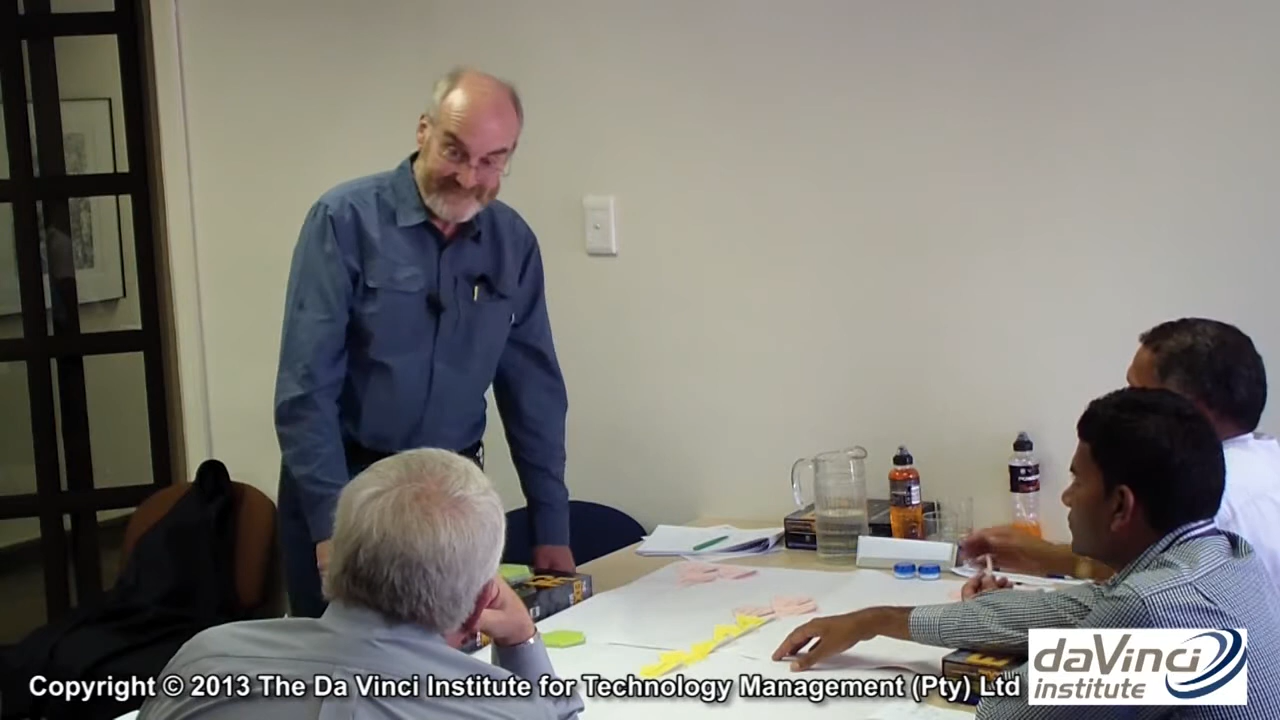 Copyright © 2013 The Da Vinci Institute for Technology Management (Pty) Ltd
daVinci
institute